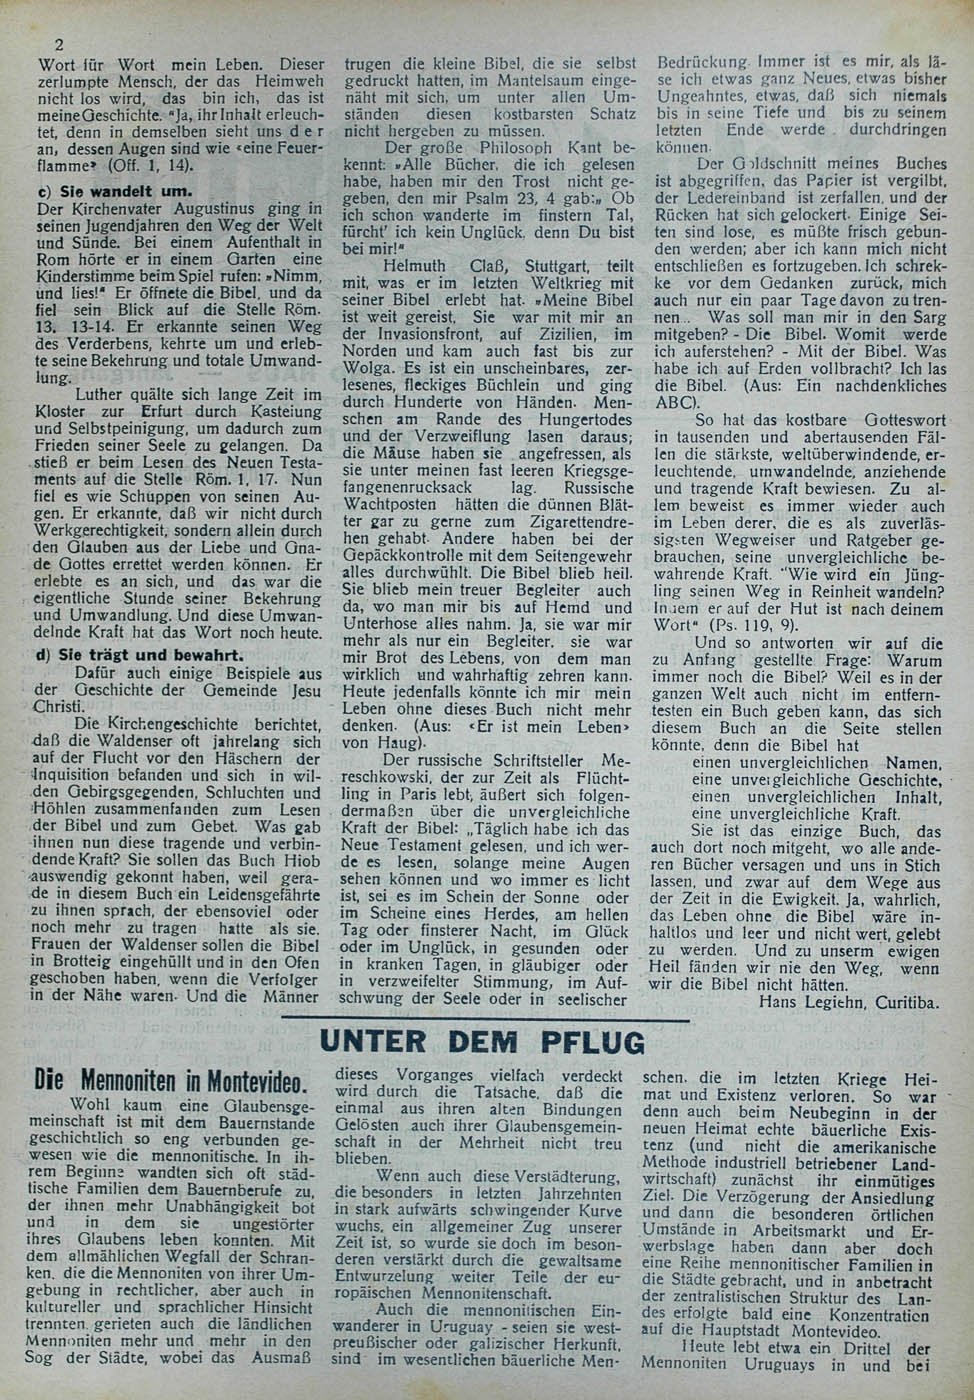 2
Wort für Wort mein Leben. Dieser
zerlumpte Mensch, der das Heimweh
nicht los wird, das bin ich, das ist
meine Geschichte. "Ja, ihr Inhalt erleuch-
tet, denn in demselben sieht uns der
an, dessen Augen sind wie «eine Feuer-
flamme» (Off. 1, 14).
c) Sie wandelt um.
Der Kirchenvater Augustinus ging in
seinen Jugendjahren den Weg der Welt
und Sünde. Bei einem Aufenthalt in
Rom hörte er in einem Garten eine
Kinderstimme beim Spiel rufen: »Nimm,
und lies!" Er öffnete die Bibel, und da
fiel sein Blick auf die Stelle Röm.
13, 13-14. Er erkannte seinen Weg
des Verderbens, kehrte um und erleb-
te seine Bekehrung und totale Umwand-
lung.
Luther quälte sich lange Zeit im
Kloster zur Erfurt durch Kasteiung
und Selbstpeinigung, um dadurch zum
Frieden seiner Seele zu gelangen. Da
stieß er beim Lesen des Neuen Testa-
ments auf die Stelle Röm. 1, 17. Nun
fiel es wie Schuppen von seinen Au-
gen. Er erkannte, daß wir nicht durch
Werkgerechtigkeit, sondern allein durch
den Glauben aus der Liebe und Gna-
de Gottes errettet werden können. Er
erlebte es an sich, und das war die
eigentliche Stunde seiner Bekehrung
und Umwandlung. Und diese Umwan-
delnde Kraft hat das Wort noch heute.
d) Sie trägt und bewahrt.
Dafür auch einige Beispiele aus
der Geschichte der Gemeinde Jesu
Christi.
Die Kirchengeschichte berichtet,
daß die Waldenser oft jahrelang sich
auf der Flucht vor den Häschern der
Inquisition befanden und sich in wil-
den Gebirgsgegenden, Schluchten und
Höhlen zusammenfanden zum Lesen
der Bibel und zum Gebet. Was gab
ihnen nun diese tragende und verbin-
dende Kraft? Sie sollen das Buch Hiob
auswendig gekonnt haben, weil gera-
de in diesem Buch ein Leidensgefährte
zu ihnen sprach, der ebensoviel oder
noch mehr zu tragen hatte als sie.
Frauen der Waldenser sollen die Bibel
in Brotteig eingehüllt und in den Ofen
geschoben haben, wenn die Verfolger
in der Nähe waren. Und die Männer
trugen die kleine Bibel, die sie selbst
gedruckt hatten, im Mantelsaum einge-
näht mit sich, um unter allen Um-
ständen diesen kostbarsten Schatz
nicht hergeben zu müssen.
Der große Philosoph Kant be-
kennt: »Alle Bücher, die ich gelesen
habe, haben mir den Trost nicht ge-
geben, den mir Psalm 23, 4 gab:„ Ob
ich schon wanderte im finstern Tal,
fürcht' ich kein Unglück, denn Du bist
bei mir!"
Helmuth Claß, Stuttgart, teilt
mit, was er im letzten Weltkrieg mit
seiner Bibel erlebt hat. »Meine Bibel
ist weit gereist, Sie war mit mir an
der Invasionsfront, auf Zizilien, im
Norden und kam auch fast bis zur
Wolga. Es ist ein unscheinbares, zer-
lesenes, fleckiges Büchlein und ging
durch Hunderte von Händen. Men-
schen am Rande des Hungertodes
und der Verzweiflung lasen daraus;
die Mäuse haben sie angefressen, als
sie unter meinen fast leeren Kriegsge-
fangenenrucksack lag. Russische
Wachtposten hätten die dünnen Blät-
ter gar zu gerne zum Zigarettendre-
hen gehabt. Andere haben bei der
Gepäckkontrolle mit dem Seitengewehr
alles durchwühlt. Die Bibel blieb heil.
Sie blieb mein treuer Begleiter auch
da, wo man mir bis auf Hemd und
Unterhose alles nahm. Ja, sie war mir
mehr als nur ein Begleiter, sie war
mir Brot des Lebens, von dem man
wirklich und wahrhaftig zehren kann.
Heute jedenfalls könnte ich mir mein
Leben ohne dieses Buch nicht mehr
denken. (Aus: «Er ist mein Leben»
von Haug).
Der russische Schriftsteller Me-
reschkowski, der zur Zeit als Flücht-
ling in Paris lebt, äußert sich folgen-
dermaßen über die unvergleichliche
Kraft der Bibel: „Täglich habe ich das
Neue Testament gelesen, und ich wer-
de es lesen, solange meine Augen
sehen können und wo immer es licht
ist, sei es im Schein der Sonne oder
im Scheine eines Herdes, am hellen
Tag oder finsterer Nacht, im Glück
oder im Unglück, in gesunden oder
in kranken Tagen, in gläubiger oder
in verzweifelter Stimmung, im Auf-
schwung der Seele oder in seelischer
Bedrückung. Immer ist es mir, als lä-
se ich etwas ganz Neues, etwas bisher
Ungeahntes, etwas, daß sich niemals
bis in seine Tiefe und bis zu seinem
letzten Ende werde durchdringen
können.
Der Goldschnitt meines Buches
ist abgegriffen, das Papier ist vergilbt,
der Ledereinband ist zerfallen, und der
Rücken hat sich gelockert. Einige Sei-
ten sind lose, es müßte frisch gebun-
den werden; aber ich kann mich nicht
entschließen es fortzugeben. Ich schrek-
ke vor dem Gedanken zurück, mich
auch nur ein paar Tage davon zu tren-
nen.. Was soll man mir in den Sarg
mitgeben? - Die Bibel. Womit werde
ich auferstehen? - Mit der Bibel. Was
habe ich auf Erden vollbracht? Ich las
die Bibel. (Aus: Ein nachdenkliches
ABC).
So hat das kostbare Gotteswort
in tausenden und abertausenden Fäl-
len die stärkste, weltüberwindende, er-
leuchtende, umwandelnde, anziehende
und tragende Kraft bewiesen. Zu al-
lem beweist es immer wieder auch
im Leben derer, die es als zuverläs-
sigsten Wegweiser und Ratgeber ge-
brauchen, seine unvergleichliche be-
wahrende Kraft. "Wie wird ein Jüng-
ling seinen Weg in Reinheit wandeln?
Indem er auf der Hut ist nach deinem
Wort" (Ps. 119, 9).
Und so antworten wir auf die
zu Anfang gestellte Frage: Warum
immer noch die Bibel? Weil es in der
ganzen Welt auch nicht im entfern-
testen ein Buch geben kann, das sich
diesem Buch an die Seite stellen
könnte, denn die Bibel hat
einen unvergleichlichen Namen,
eine unvergleichliche Geschichte,
einen unvergleichlichen Inhalt,
eine unvergleichliche Kraft.
Sie ist das einzige Buch, das
auch dort noch mitgeht, wo alle ande-
ren Bücher versagen und uns in Stich
lassen, und zwar auf dem Wege aus
der Zeit in die Ewigkeit. Ja, wahrlich,
das Leben ohne die Bibel wäre in-
haltlos und leer und nicht wert, gelebt
zu werden. Und zu unserm ewigen
Heil fänden wir nie den Weg, wenn
wir die Bibel nicht hätten.
Hans Legiehn, Curitiba.
UNTER DEM PFLUG
Die Mennoniten in Montevideo.
Wohl kaum eine Glaubensge-
meinschaft ist mit dem Bauernstande
geschichtlich so eng verbunden ge-
wesen wie die mennonitische. In ih-
rem Beginne wandten sich oft städ-
tische Familien dem Bauernberufe zu,
der ihnen mehr Unabhängigkeit bot
und in dem sie ungestörter
ihres Glaubens leben konnten. Mit
dem allmählichen Wegfall der Schran-
ken, die die Mennoniten von ihrer Um-
gebung in rechtlicher, aber auch in
kultureller und sprachlicher Hinsicht
trennten, gerieten auch die ländlichen
Mennoniten mehr und mehr in den
Sog der Städte, wobei das Ausmaß
dieses Vorganges vielfach verdeckt
wird durch die Tatsache, daß die
einmal aus ihren alten Bindungen
Gelösten auch ihrer Glaubensgemein-
schaft in der Mehrheit nicht treu
blieben.
Wenn auch diese Verstädterung,
die besonders in letzten Jahrzehnten
in stark aufwärts schwingender Kurve
wuchs, ein allgemeiner Zug unserer
Zeit ist, so wurde sie doch im beson-
deren verstärkt durch die gewaltsame
Entwurzelung weiter Teile der eu-
ropäischen Mennonitenschaft.
Auch die mennonitischen Ein-
wanderer in Uruguay - seien sie west-
preußischer oder galizischer Herkunft,
sind im wesentlichen bäuerliche Men-
schen, die im letzten Kriege Hei-
mat und Existenz verloren. So war
denn auch beim Neubeginn in der
neuen Heimat echte bäuerliche Exis-
tenz (und nicht die amerikanische
Methode industriell betriebener Land-
wirtschaft) zunächst ihr einmütiges
Ziel. Die Verzögerung der Ansiedlung
und dann die besonderen örtlichen
Umstände in Arbeitsmarkt und Er-
werbslage haben dann aber doch
eine Reihe mennonitischer Familien in
die Städte gebracht, und in anbetracht
der zentralistischen Struktur des Lan-
des erfolgte bald eine Konzentration
auf die Hauptstadt Montevideo.
Heute lebt etwa ein Drittel der
Mennoniten Uruguays in und bei